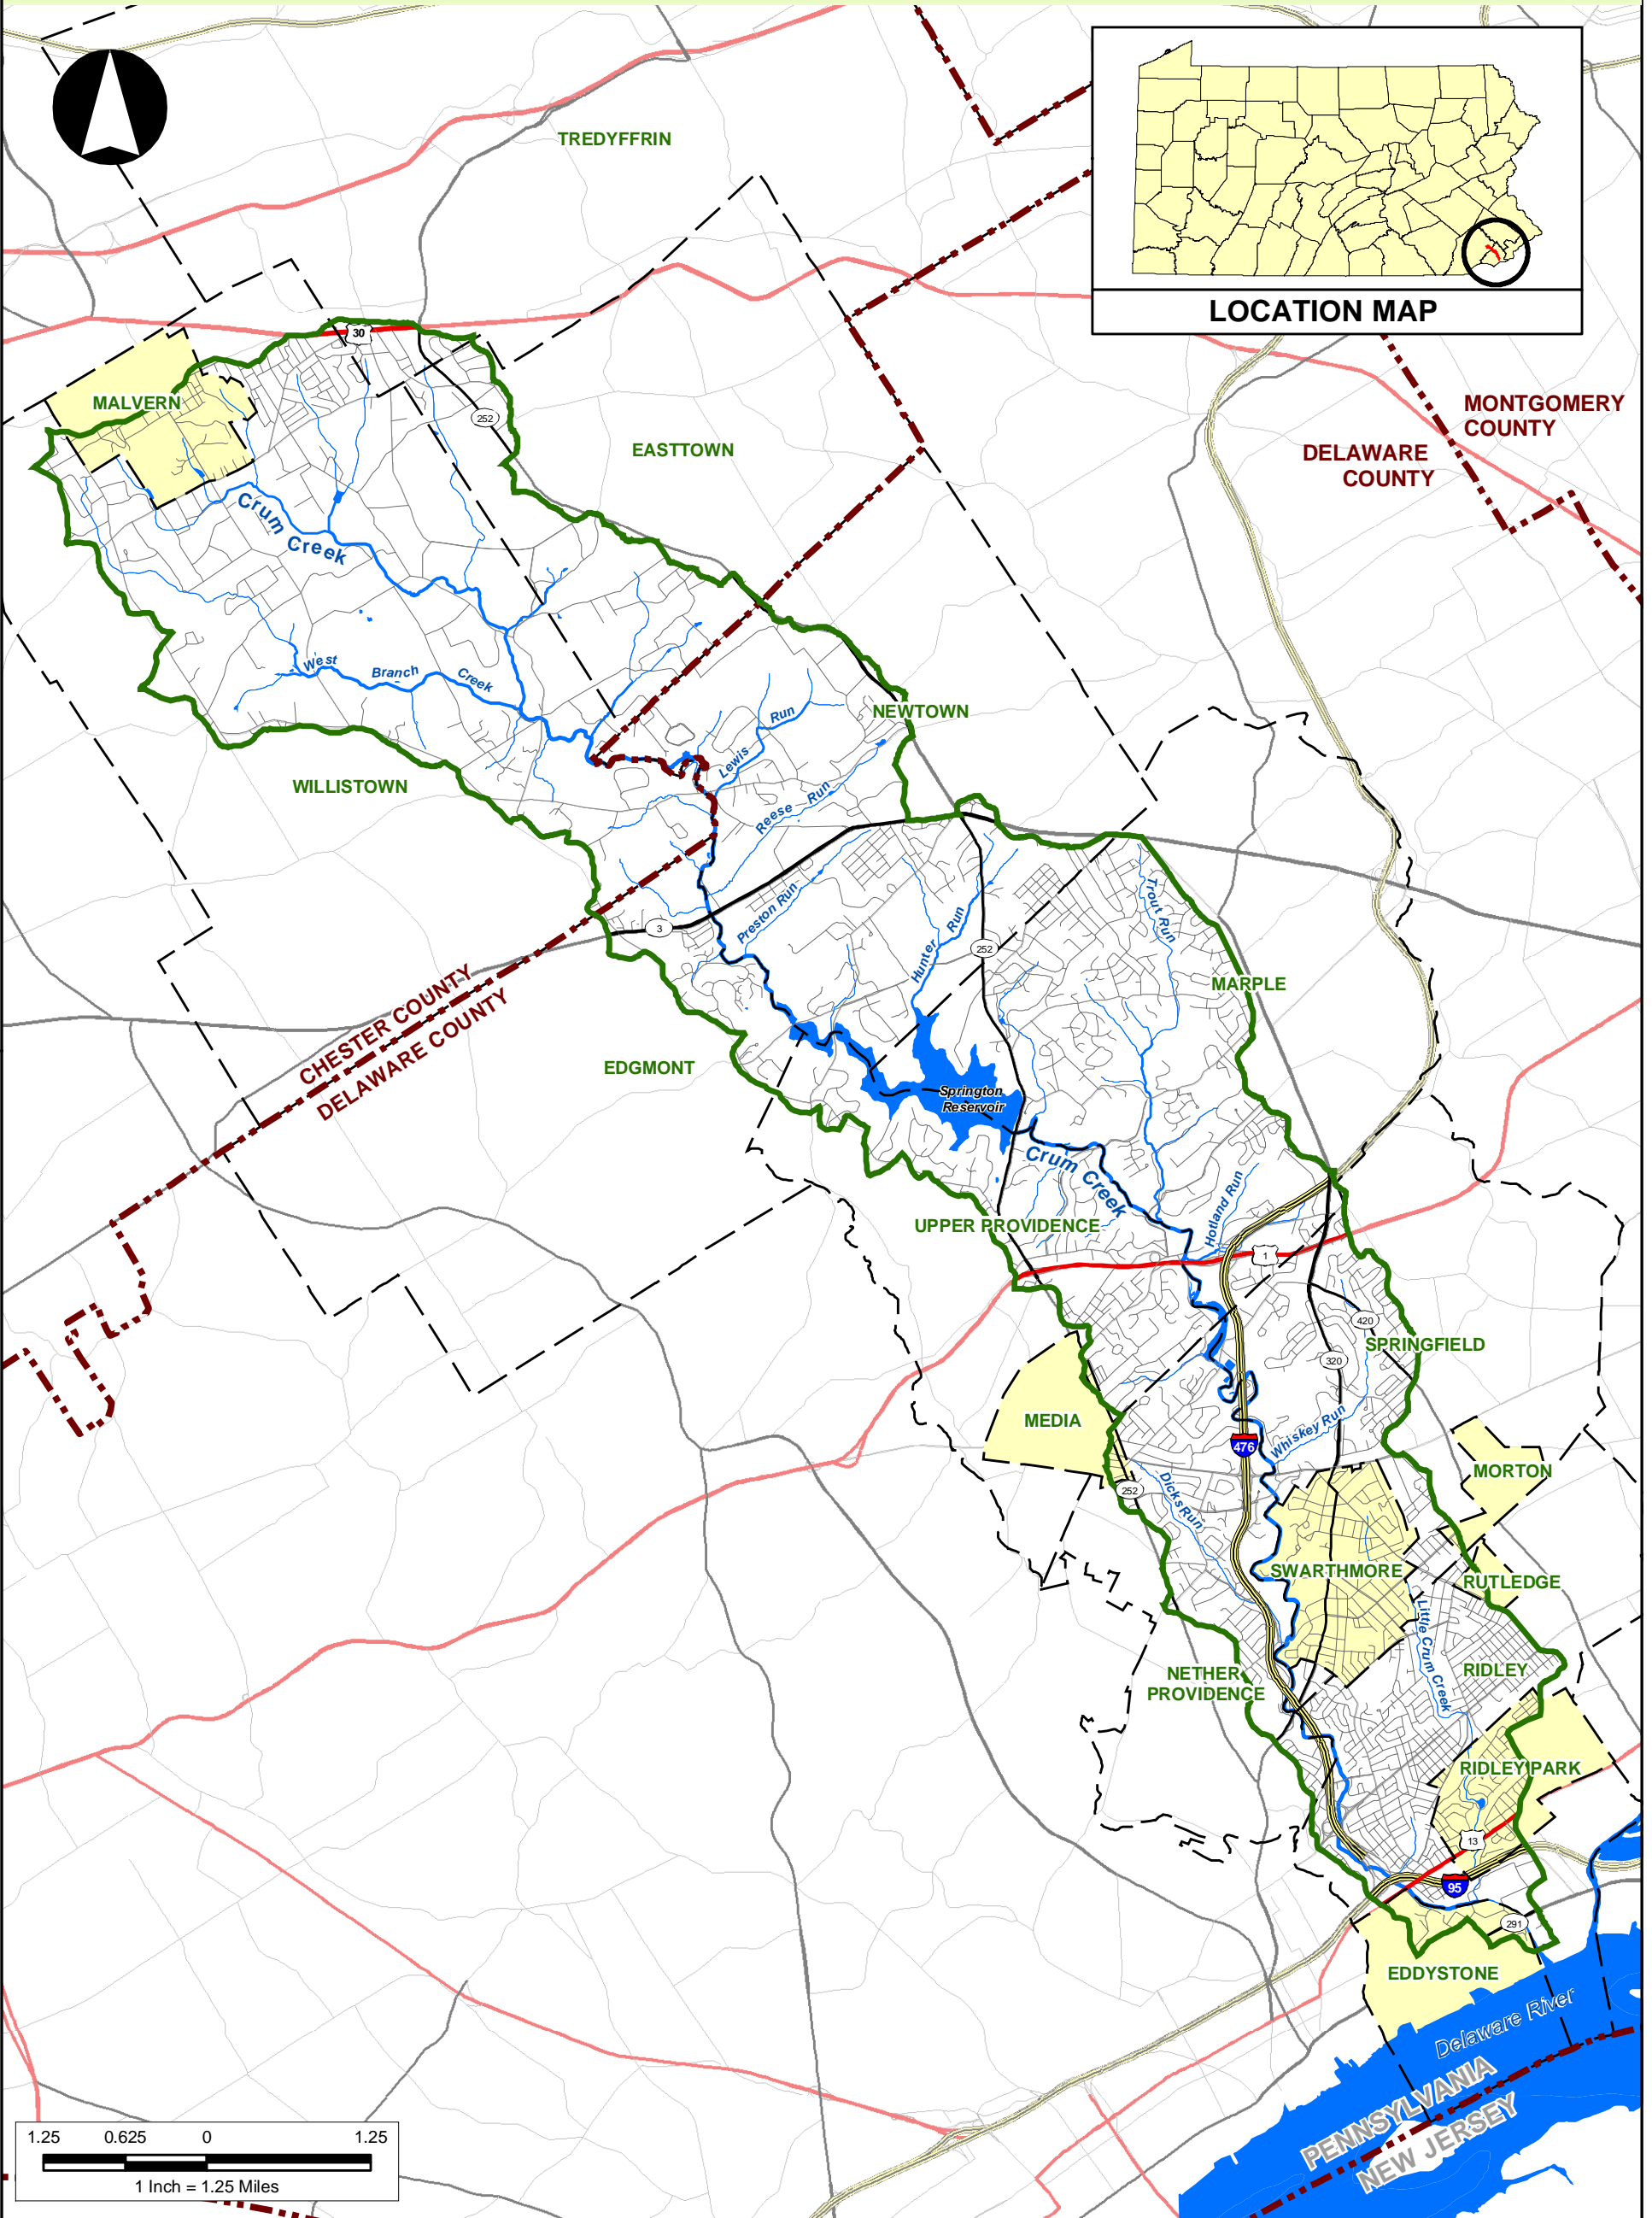 TREDYFFRIN
LOCATION MAP
30
MALVERN
252
EASTTOWN
MONTGOMERY
COUNTY
DELAWARE
COUNTY
Crum Creek
West Branch Creek
NEWTOWN
Lewis Run
Reese Run
WILLISTOWN
Preston Run
3
Hunter Run
252
Trout Run
MARPLE
CHESTER COUNTY
DELAWARE COUNTY
EDGMONT
Springton
Reservoir
Crum Creek
Hotland Run
UPPER PROVIDENCE
1
420
SPRINGFIELD
320
MEDIA
476
Whiskey Run
MORTON
252
Dicks Run
SWARTHMORE
RUTLEDGE
Little Crum Creek
RIDLEY
NETHER
PROVIDENCE
RIDLEY PARK
13
95
291
EDDYSTONE
Delaware River
PENNSYLVANIA
NEW JERSEY
1.25 0.625 0 1.25
1 Inch = 1.25 Miles